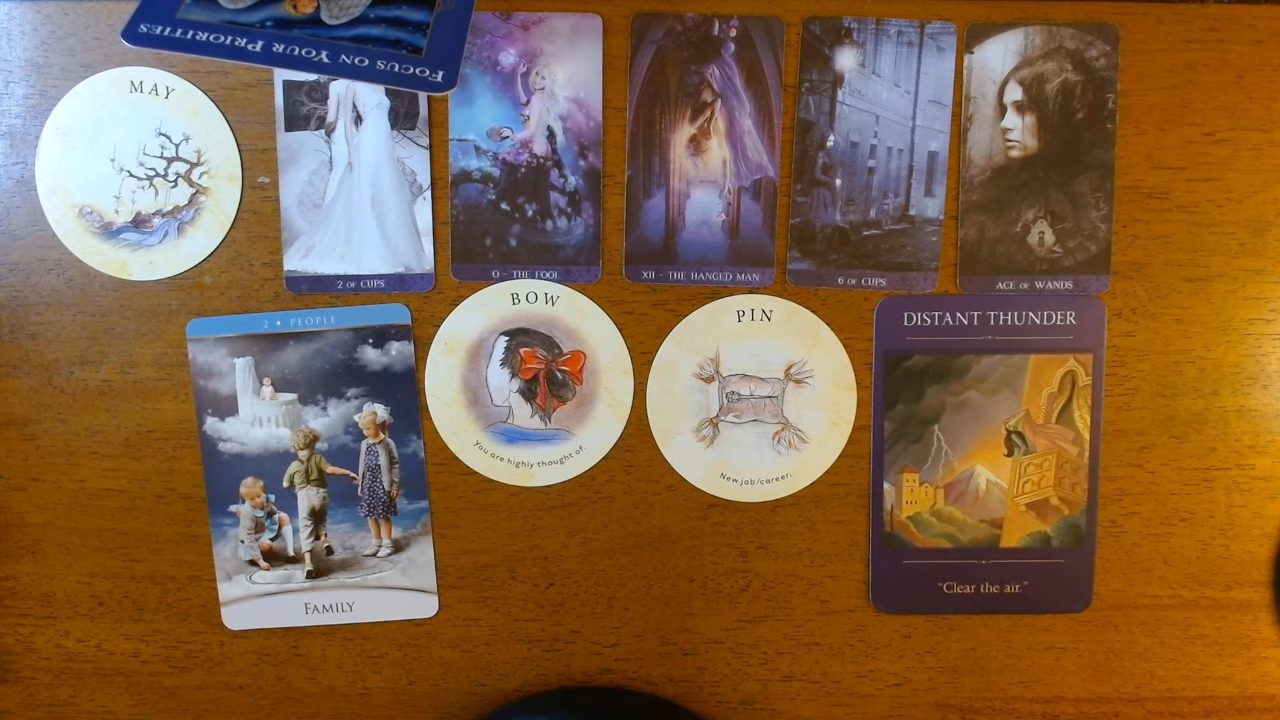 FOCUS ON YOUR PRIORITIES
MAY
2 OF CUPS
0 - THE FOOL
XII - THE HANGED MAN
6 OF CUPS
ACE OF WANDS
2 • PEOPLE
FAMILY
BOW
You are highly thought of.
PIN
New job/career.
DISTANT THUNDER
"Clear the air."